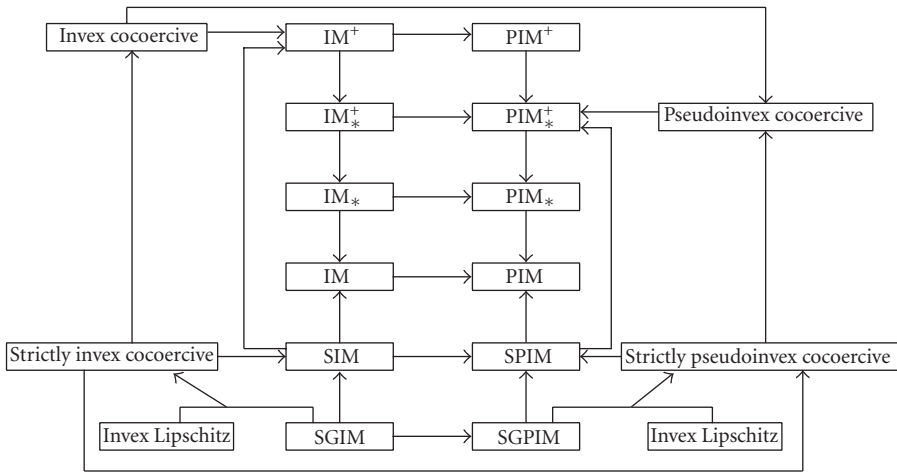 Invex cocoercive
IM⁺
PIM⁺
IM⁺∗
PIM⁺∗
Pseudoinvex cocoercive
IM∗
PIM∗
IM
PIM
Strictly invex cocoercive
SIM
SPIM
Strictly pseudoinvex cocoercive
Invex Lipschitz
SGIM
SGPIM
Invex Lipschitz